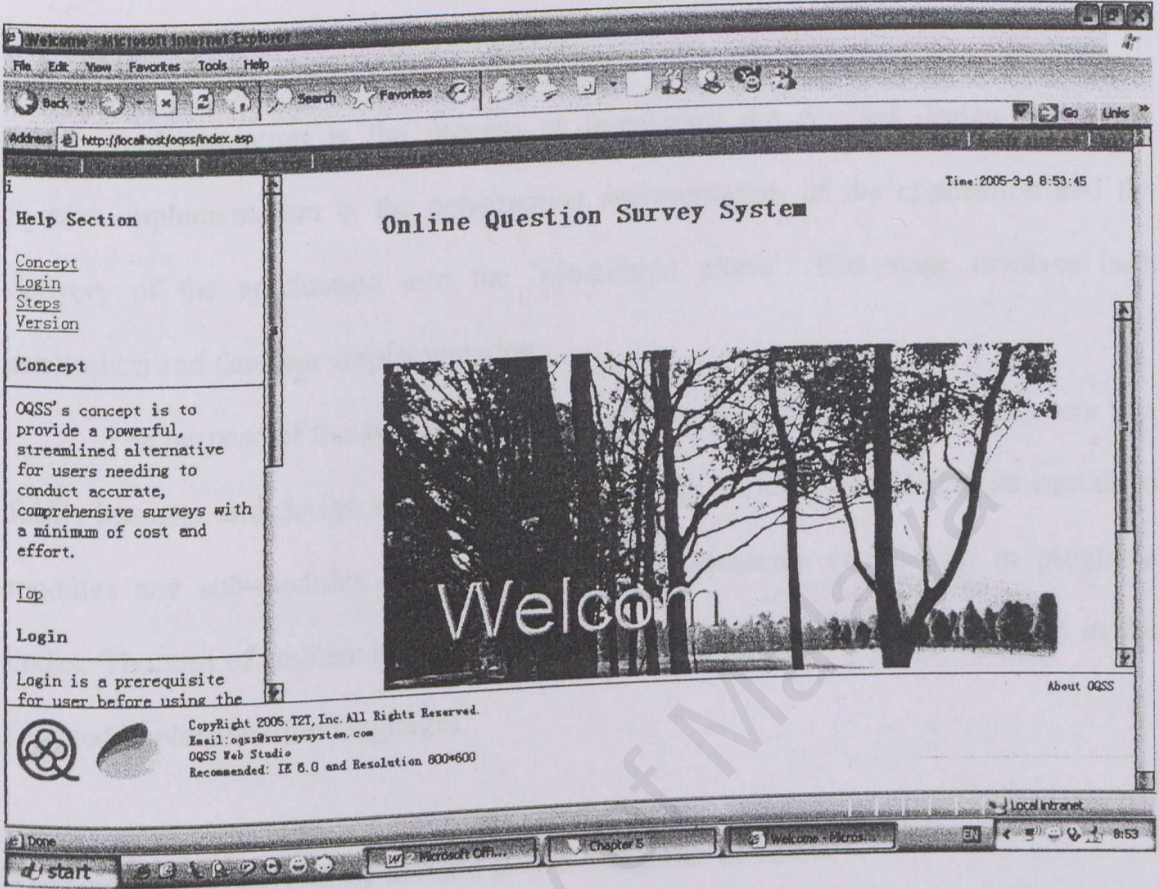 Welcome - Microsoft Internet Explorer
File Edit View Favorites Tools Help
Back Search Favorites
Go Links
Address http://localhost/oqss/index.asp
Time:2005-3-9 8:53:45
Help Section
Concept
Login
Steps
Version
Concept
OQSS's concept is to
provide a powerful,
streamlined alternative
for users needing to
conduct accurate,
comprehensive surveys with
a minimum of cost and
effort.
Top
Login
Login is a prerequisite
for user before using the
Online Question Survey System
Welcom
About OQSS
CopyRight 2005. T2T, Inc. All Rights Reserved.
Email:oqss@surveysystem.com
OQSS Web Studio
Recommended: IE 6.0 and Resolution 800*600
Done
Local intranet
start
Microsoft Offi...
Chapter 5
Welcome - Micros...
EN
8:53
of Malaya